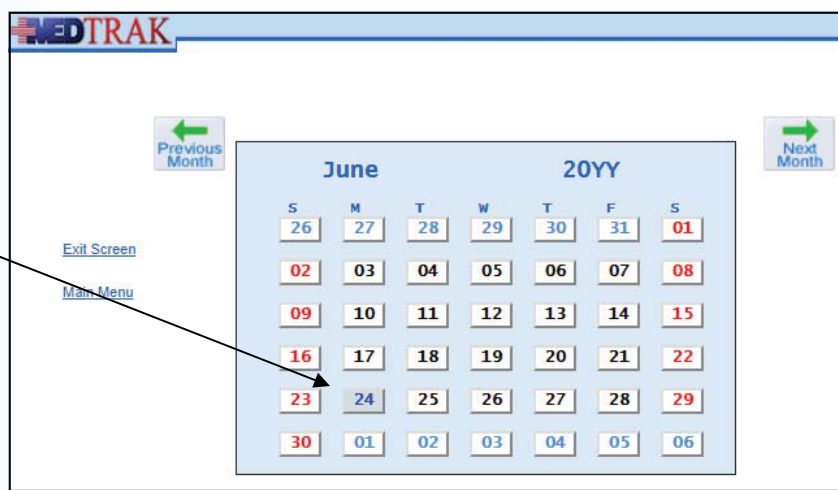 MEDTRAK
Previous
Month
Next
Month
June 20YY
S M T W T F S
26 27 28 29 30 31 01
Exit Screen
02 03 04 05 06 07 08
Main Menu
09 10 11 12 13 14 15
16 17 18 19 20 21 22
23 24 25 26 27 28 29
30 01 02 03 04 05 06